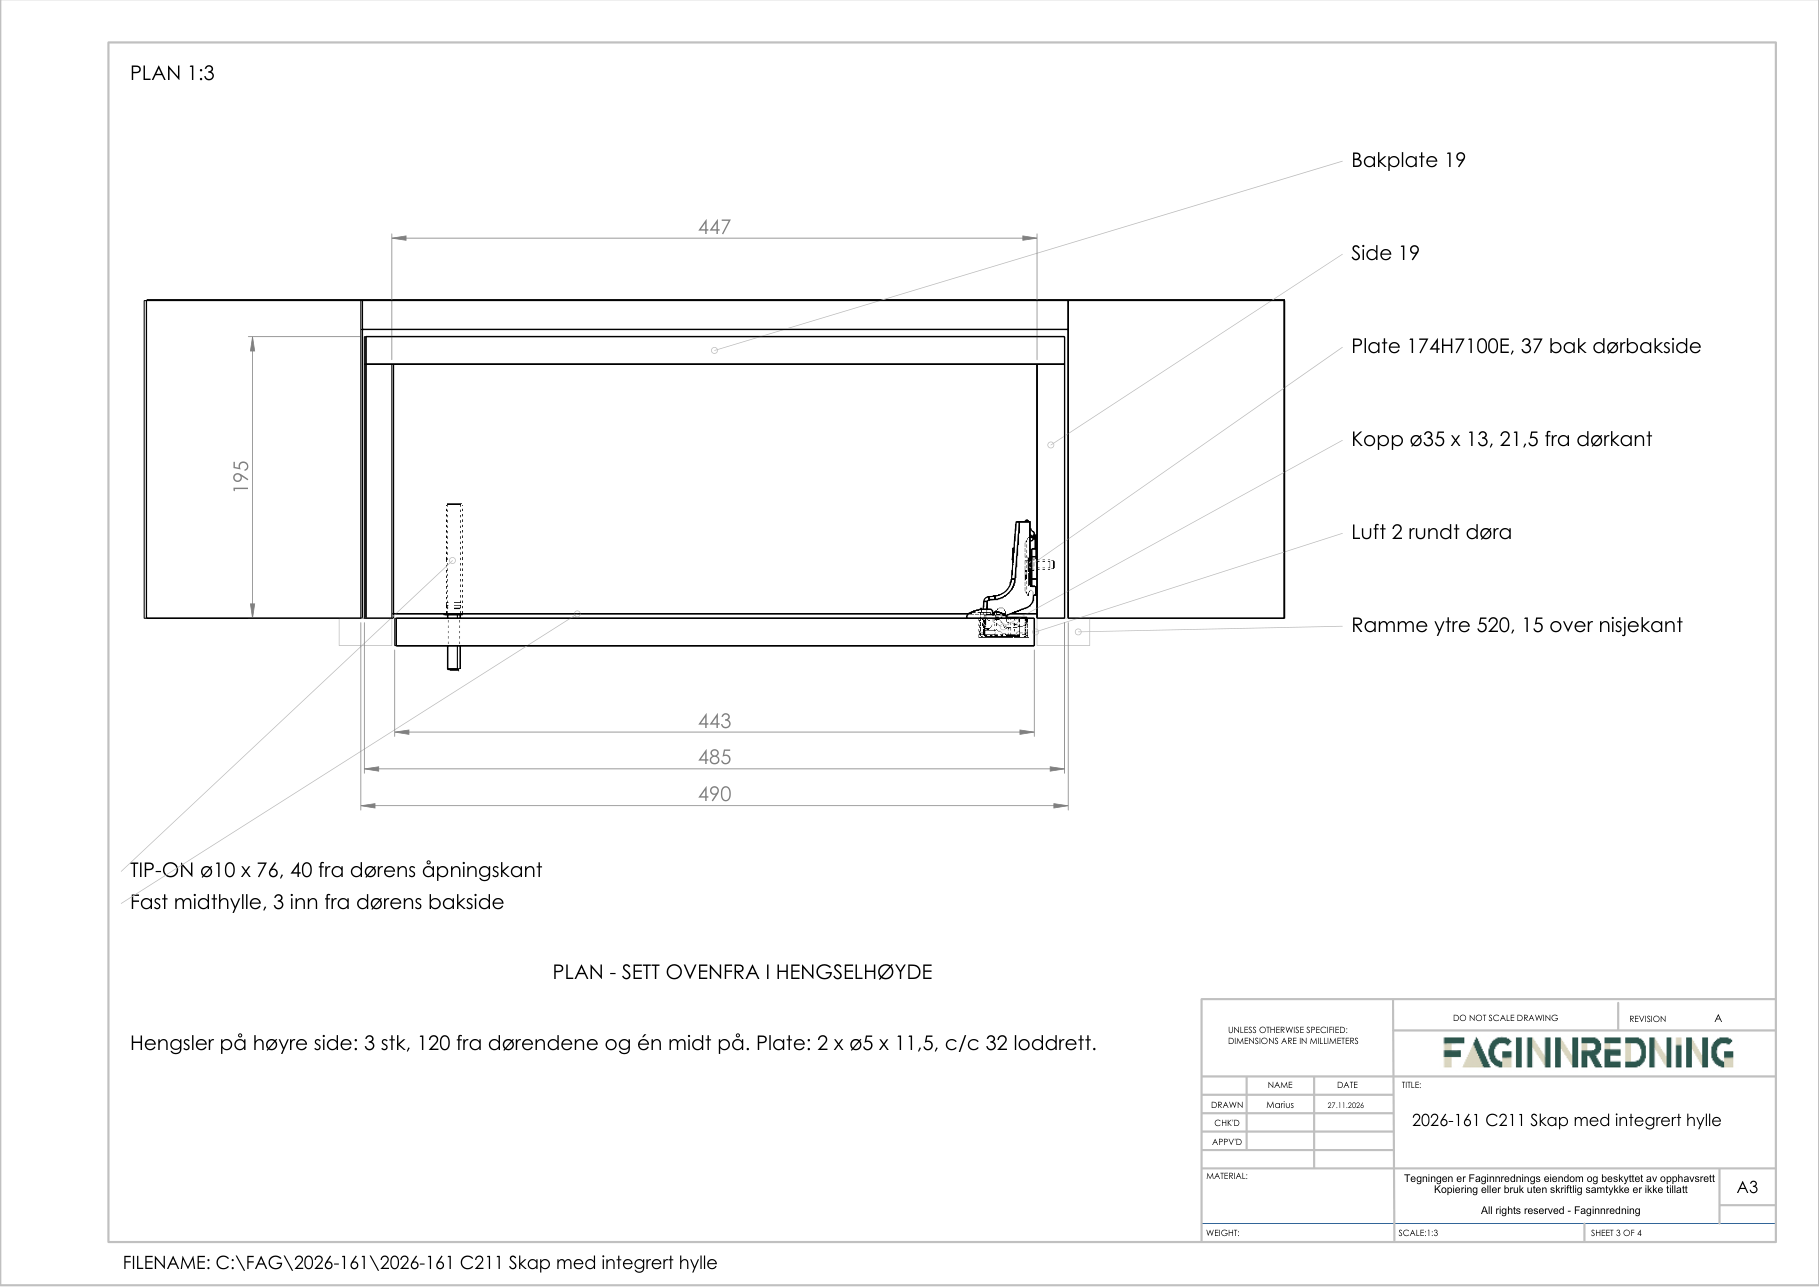 PLAN 1:3
Bakplate 19
447
Side 19
Plate 174H7100E, 37 bak dørbakside
Kopp ø35 x 13, 21,5 fra dørkant
195
Luft 2 rundt døra
Ramme ytre 520, 15 over nisjekant
443
485
490
TIP-ON ø10 x 76, 40 fra dørens åpningskant
Fast midthylle, 3 inn fra dørens bakside
PLAN - SETT OVENFRA I HENGSELHØYDE
Hengsler på høyre side: 3 stk, 120 fra dørendene og én midt på. Plate: 2 x ø5 x 11,5, c/c 32 loddrett.
UNLESS OTHERWISE SPECIFIED:
DIMENSIONS ARE IN MILLIMETERS
DO NOT SCALE DRAWING
REVISION A
FAGINNREDNiNG
NAME DATE
DRAWN Marius 27.11.2026
CHK'D
APPV'D
TITLE:
2026-161 C211 Skap med integrert hylle
MATERIAL:
Tegningen er Faginnrednings eiendom og beskyttet av opphavsrett
Kopiering eller bruk uten skriftlig samtykke er ikke tillatt
All rights reserved - Faginnredning
A3
WEIGHT:
SCALE:1:3
SHEET 3 OF 4
FILENAME: C:\FAG\2026-161\2026-161 C211 Skap med integrert hylle